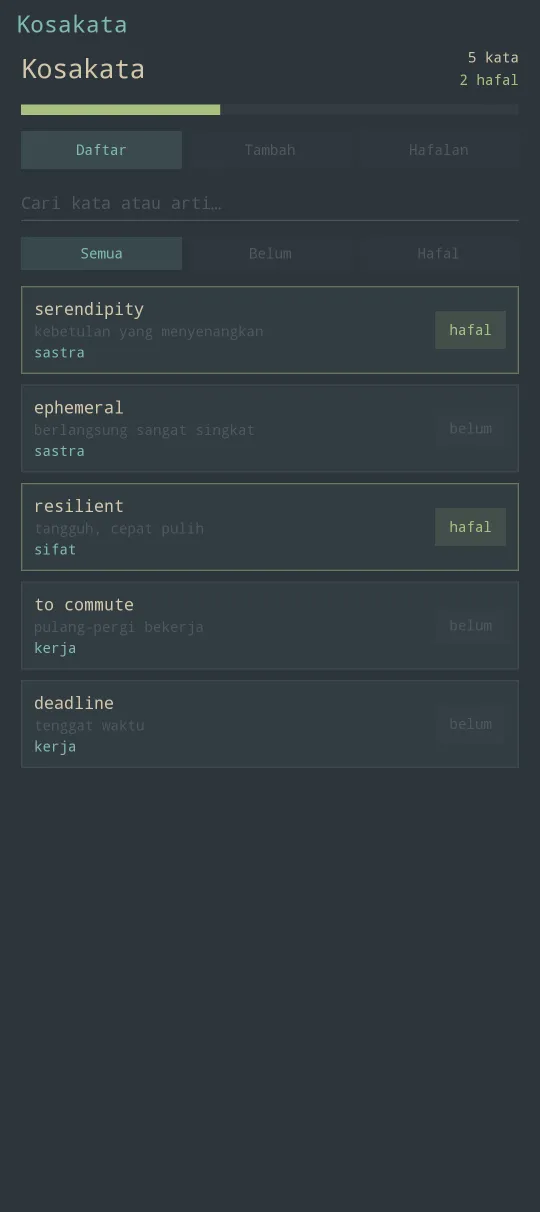 Kosakata
Kosakata
5 kata
2 hafal
Daftar
Tambah
Hafalan
Cari kata atau arti…
Semua
Belum
Hafal
serendipity
kebetulan yang menyenangkan
sastra
hafal
ephemeral
berlangsung sangat singkat
sastra
belum
resilient
tangguh, cepat pulih
sifat
hafal
to commute
pulang-pergi bekerja
kerja
belum
deadline
tenggat waktu
kerja
belum